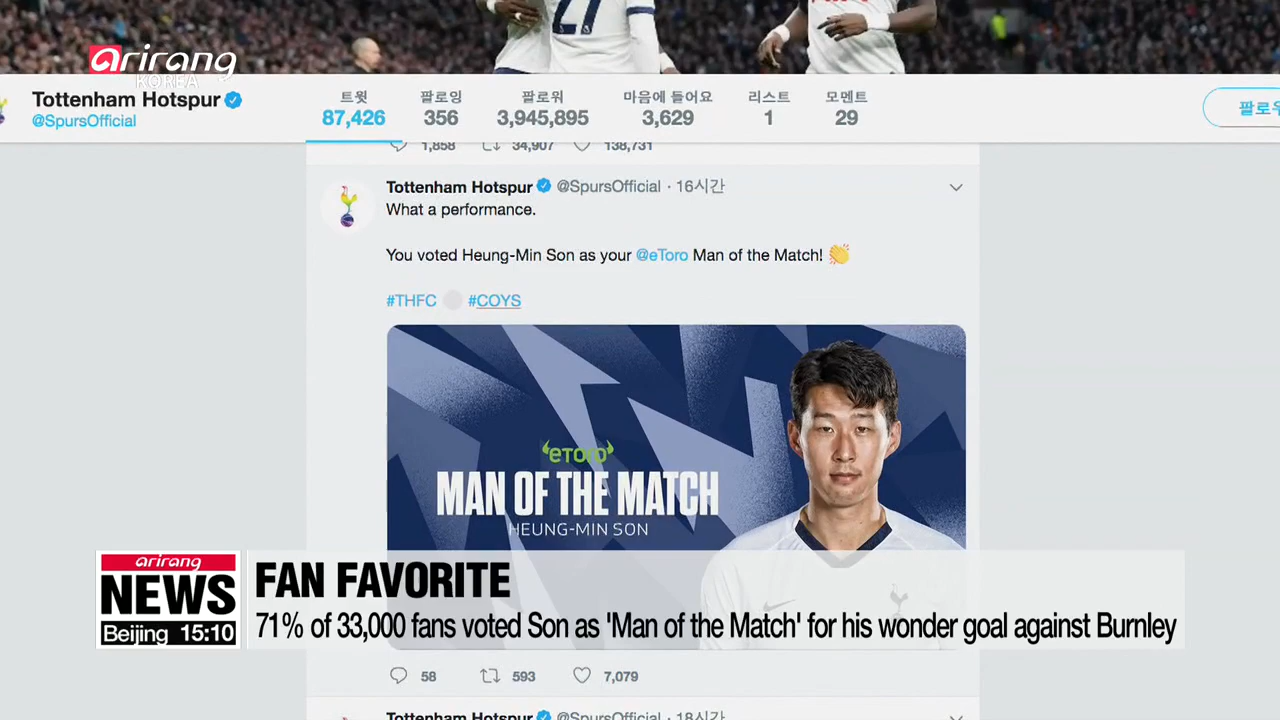 27
arirang
KOREA
Tottenham Hotspur
@SpursOfficial
트윗 팔로잉 팔로워 마음에 들어요 리스트 모멘트
87,426 356 3,945,895 3,629 1 29
팔로우
1,858 34,907 138,731
Tottenham Hotspur @SpursOfficial · 16시간
What a performance.
You voted Heung-Min Son as your @eToro Man of the Match! 👏
#THFC #COYS
eToro
MAN OF THE MATCH
HEUNG-MIN SON
arirang
NEWS
Beijing 15:10
FAN FAVORITE
71% of 33,000 fans voted Son as 'Man of the Match' for his wonder goal against Burnley
58 593 7,079
Tottenham Hotspur @SpursOfficial · 18시간